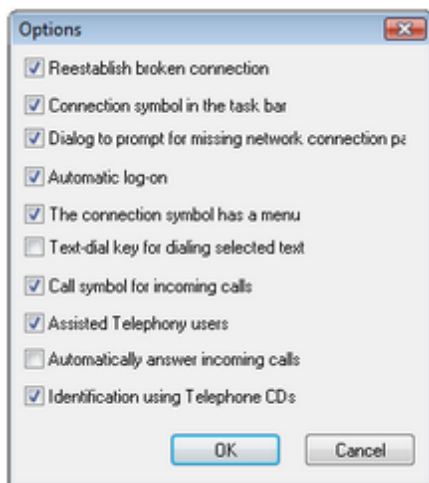 Options
Reestablish broken connection
Connection symbol in the task bar
Dialog to prompt for missing network connection pa
Automatic log-on
The connection symbol has a menu
Text-dial key for dialing selected text
Call symbol for incoming calls
Assisted Telephony users
Automatically answer incoming calls
Identification using Telephone CDs
OK
Cancel